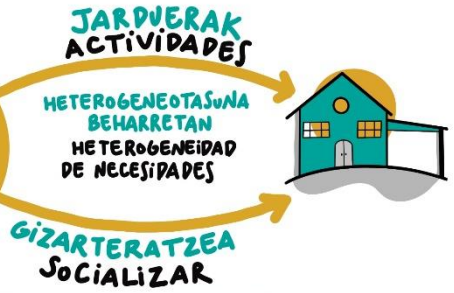 JARDUERAK
ACTIVIDADES
HETEROGENEOTASUNA
BEHARRETAN
HETEROGENEIDAD
DE NECESIDADES
GIZARTERATZEA
SOCIALIZAR